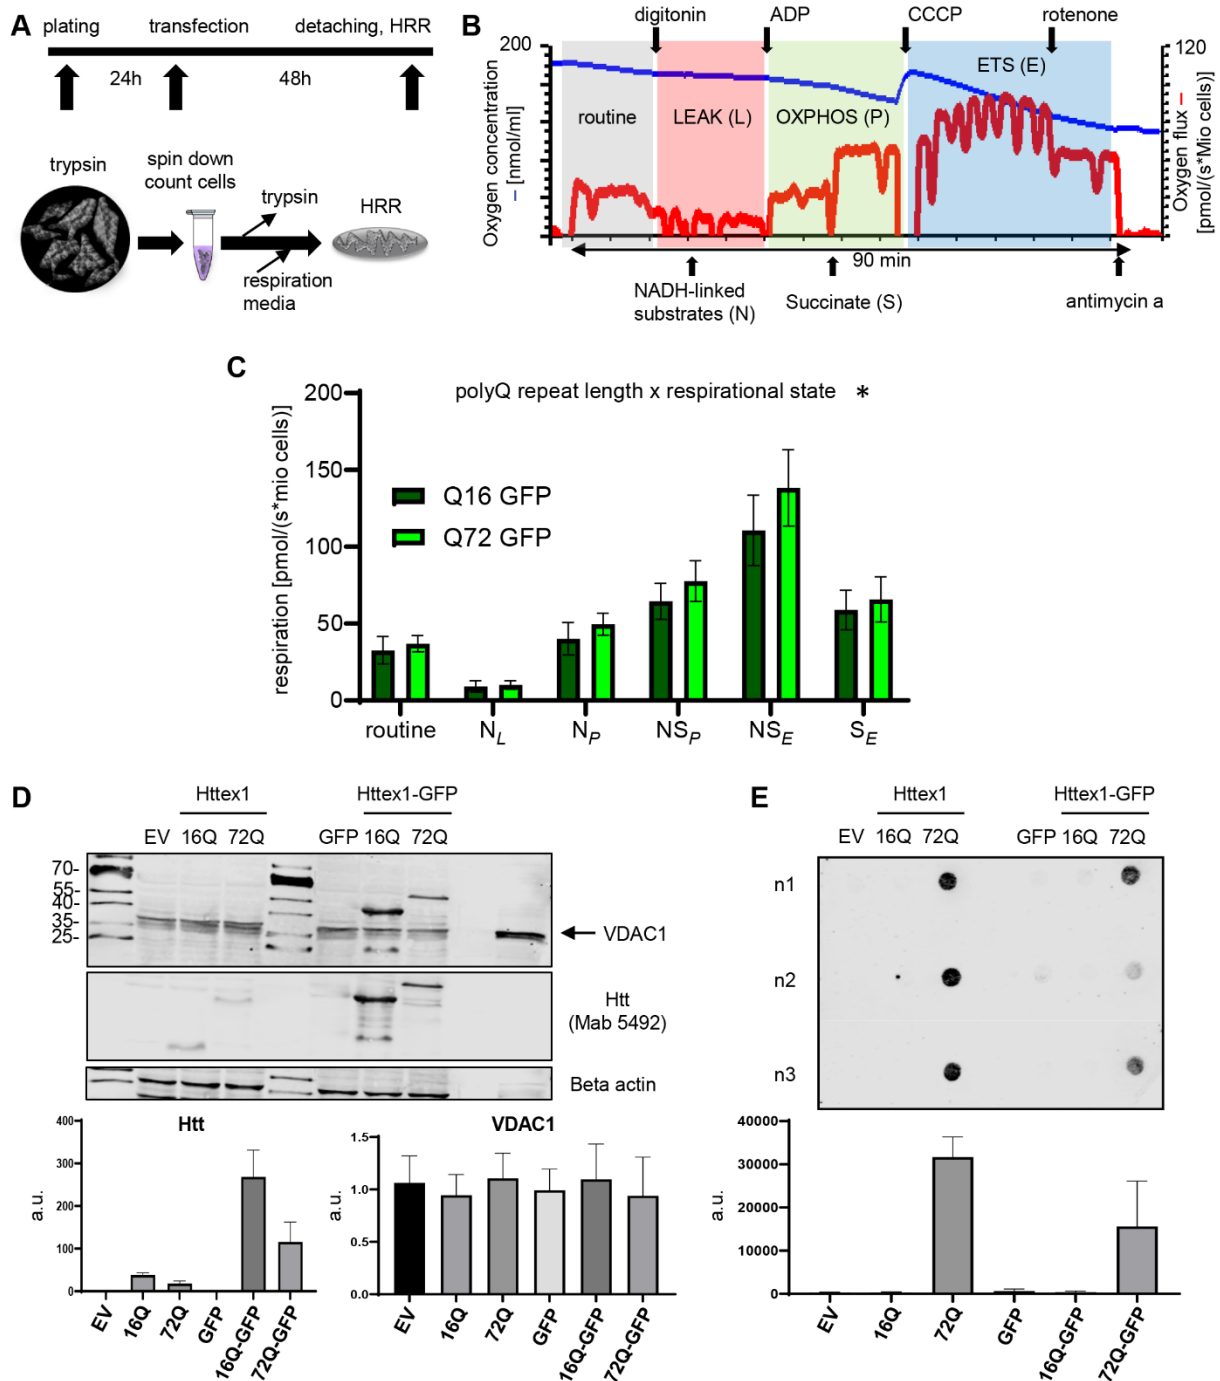 A
plating
transfection
detaching, HRR
24h
48h
trypsin
spin down
count cells
trypsin
HRR
respiration
media
B
digitonin
ADP
CCCP
rotenone
200
120
ETS (E)
routine
LEAK (L)
OXPHOS (P)
Oxygen concentration
– [nmol/ml]
Oxygen flux –
[pmol/(s*Mio cells)]
90 min
NADH-linked
substrates (N)
Succinate (S)
antimycin a
C
polyQ repeat length x respirational state *
200
150
100
50
0
respiration [pmol/(s*mio cells)]
Q16 GFP
Q72 GFP
routine
N_L
N_P
NS_P
NS_E
S_E
D
Httex1
Httex1-GFP
EV 16Q 72Q
GFP 16Q 72Q
70-
55-
40-
35-
25-
VDAC1
Htt
(Mab 5492)
Beta actin
Htt
400
300
200
100
0
a.u.
EV
16Q
72Q
GFP
16Q-GFP
72Q-GFP
VDAC1
1.5
1.0
0.5
0.0
a.u.
EV
16Q
72Q
GFP
16Q-GFP
72Q-GFP
E
Httex1
Httex1-GFP
EV 16Q 72Q
GFP 16Q 72Q
n1
n2
n3
40000
30000
20000
10000
0
a.u.
EV
16Q
72Q
GFP
16Q-GFP
72Q-GFP